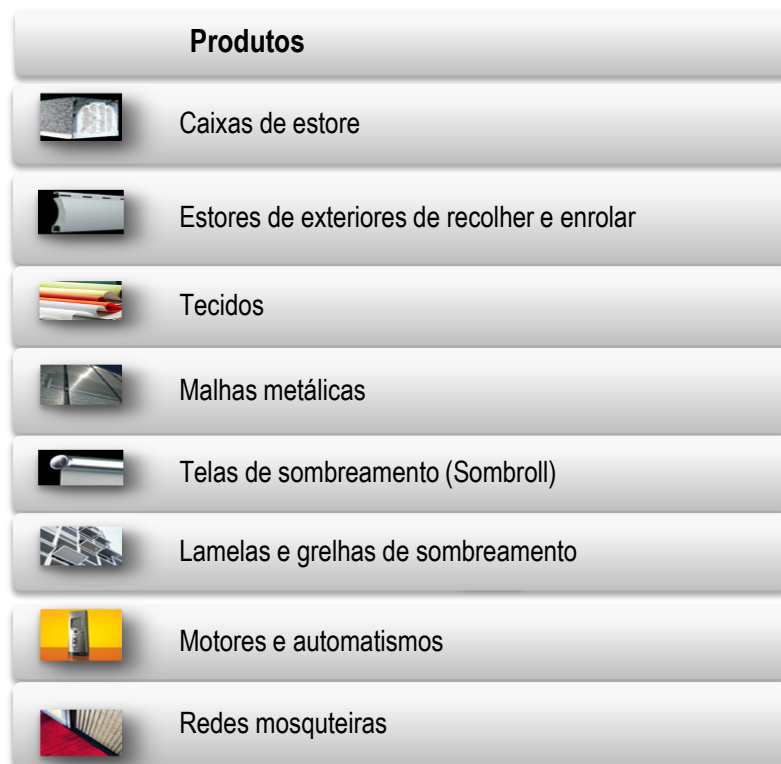 Produtos
Caixas de estore
Estores de exteriores de recolher e enrolar
Tecidos
Malhas metálicas
Telas de sombreamento (Sombroll)
Lamelas e grelhas de sombreamento
Motores e automatismos
Redes mosquteiras